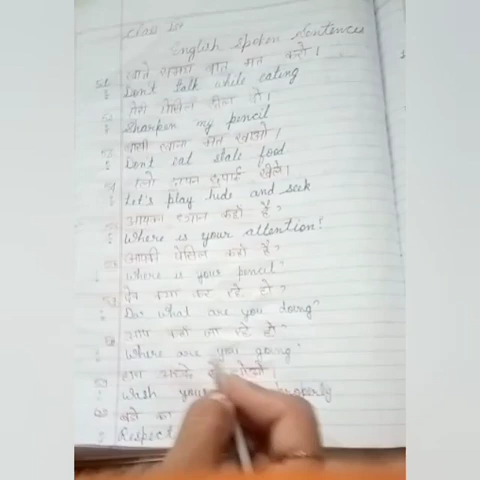 Class
English Spoken Sentences
खाते समय बात मत करो।
Don't talk while eating
मेरी पेंसिल छील दो।
Sharpen my pencil
बासी खाना मत खाओ।
Don't eat stale food
चलो छुपन छुपाई खेलें।
Let's play hide and seek
आपका ध्यान कहाँ है?
Where is your attention?
आपकी पेंसिल कहाँ है?
Where is your pencil?
क्या कर रहे हो?
what are you doing?
आप कहाँ जा रहे हो?
Where are you going?
हाथ
Wash your properly
बड़ों का
Respect